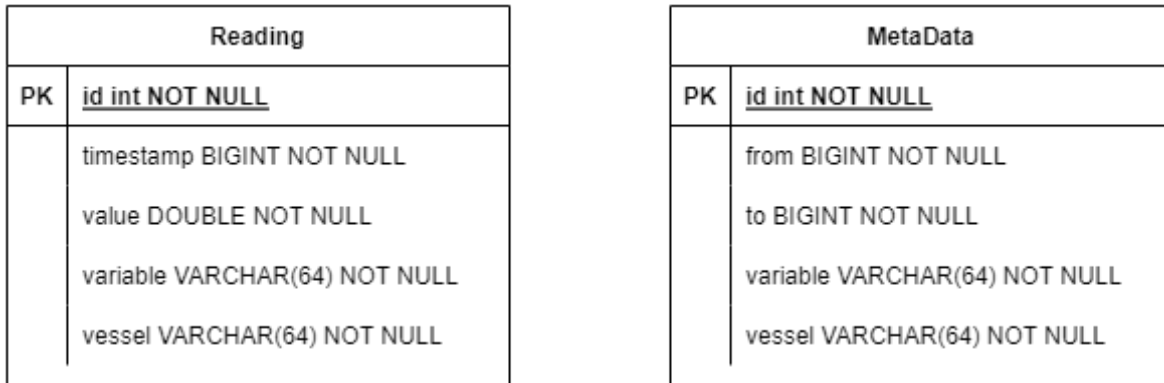 Reading
PK id int NOT NULL
timestamp BIGINT NOT NULL
value DOUBLE NOT NULL
variable VARCHAR(64) NOT NULL
vessel VARCHAR(64) NOT NULL
MetaData
PK id int NOT NULL
from BIGINT NOT NULL
to BIGINT NOT NULL
variable VARCHAR(64) NOT NULL
vessel VARCHAR(64) NOT NULL